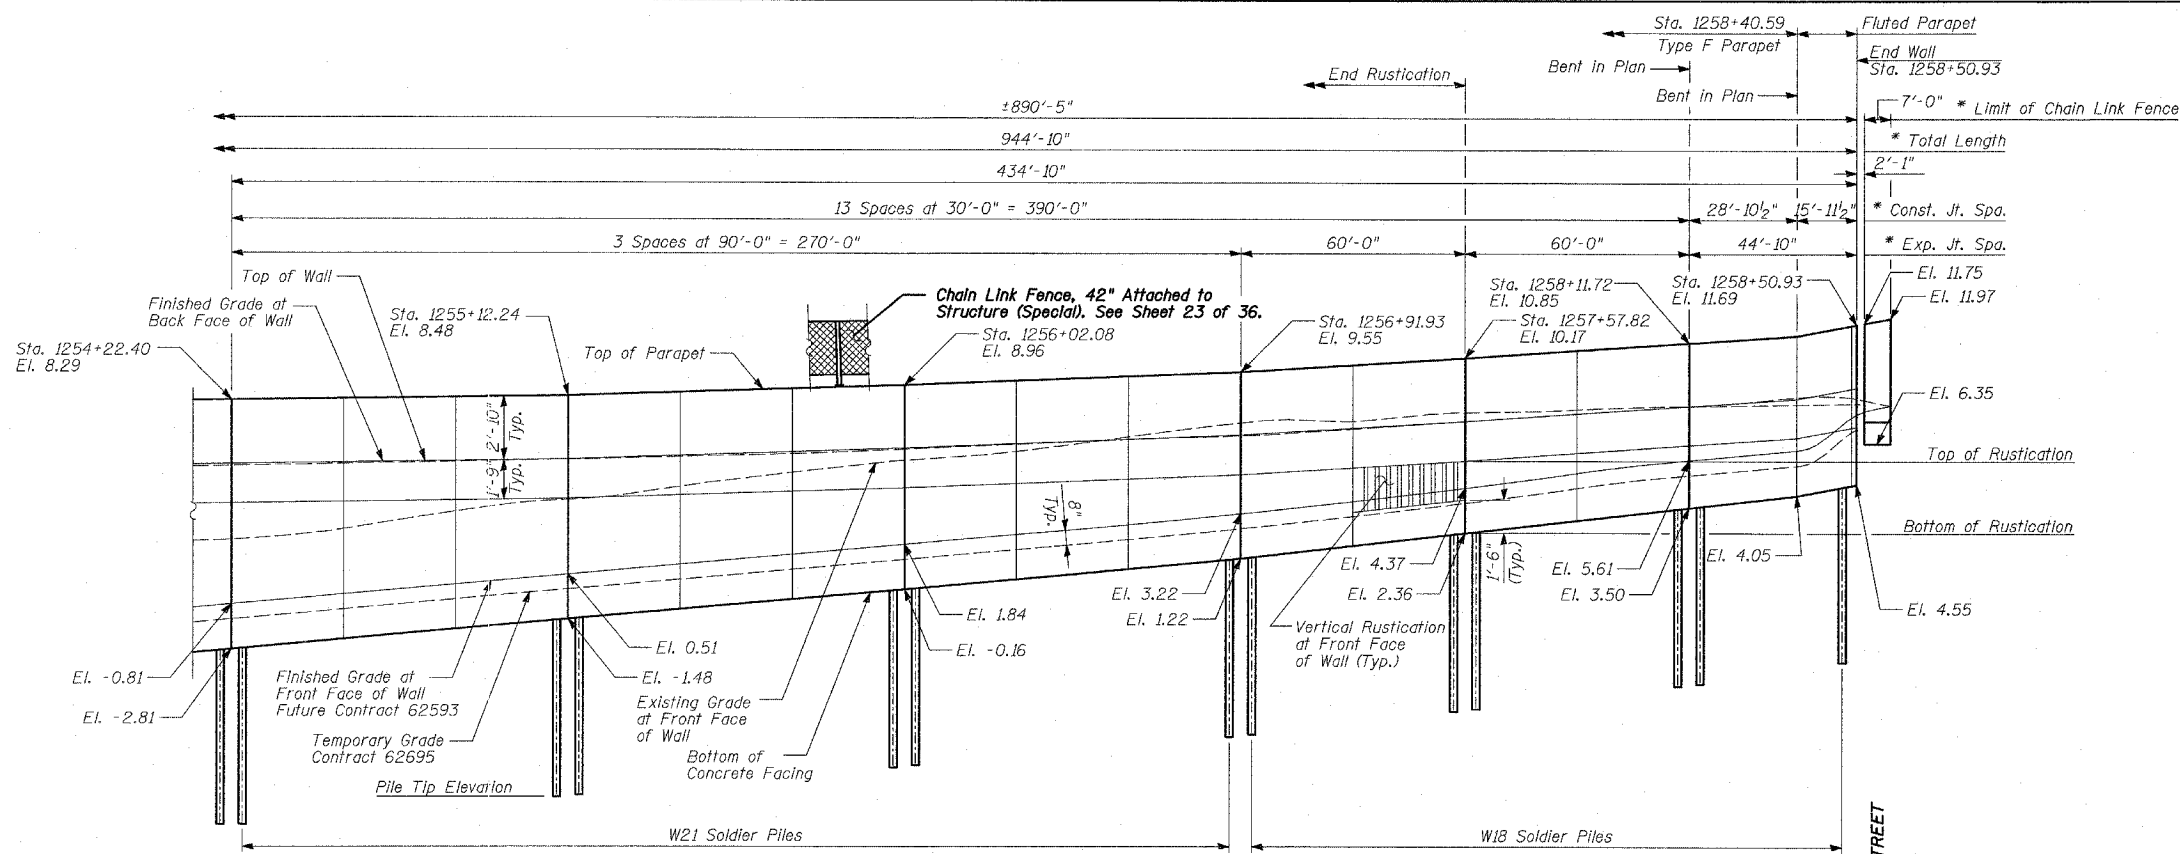 Sta. 1258+40.59
Type F Parapet
Fluted Parapet
End Wall
Sta. 1258+50.93
Bent in Plan
Bent in Plan
End Rustication
±890'-5"
7'-0" * Limit of Chain Link Fence
944'-10"
* Total Length
434'-10"
2'-1"
13 Spaces at 30'-0" = 390'-0"
28'-10½"
15'-11½"
* Const. Jt. Spa.
3 Spaces at 90'-0" = 270'-0"
60'-0"
60'-0"
44'-10"
* Exp. Jt. Spa.
Top of Wall
Finished Grade at
Back Face of Wall
Sta. 1254+22.40
El. 8.29
Sta. 1255+12.24
El. 8.48
Top of Parapet
Chain Link Fence, 42" Attached to
Structure (Special). See Sheet 23 of 36.
Sta. 1256+02.08
El. 8.96
Sta. 1256+91.93
El. 9.55
Sta. 1257+57.82
El. 10.17
Sta. 1258+11.72
El. 10.85
Sta. 1258+50.93
El. 11.69
El. 11.75
El. 11.97
El. 6.35
2'-10"
Typ.
1'-9"
Typ.
8"
Typ.
Top of Rustication
Bottom of Rustication
1'-6"
(Typ.)
El. 4.37
El. 2.36
El. 5.61
El. 3.50
El. 4.05
El. 4.55
El. 3.22
El. 1.22
El. 1.84
El. -0.16
El. 0.51
El. -1.48
El. -0.81
El. -2.81
Vertical Rustication
at Front Face
of Wall (Typ.)
Finished Grade at
Front Face of Wall
Future Contract 62593
Temporary Grade
Contract 62695
Existing Grade
at Front Face
of Wall
Bottom of
Concrete Facing
Pile Tip Elevation
W21 Soldier Piles
W18 Soldier Piles
TREET